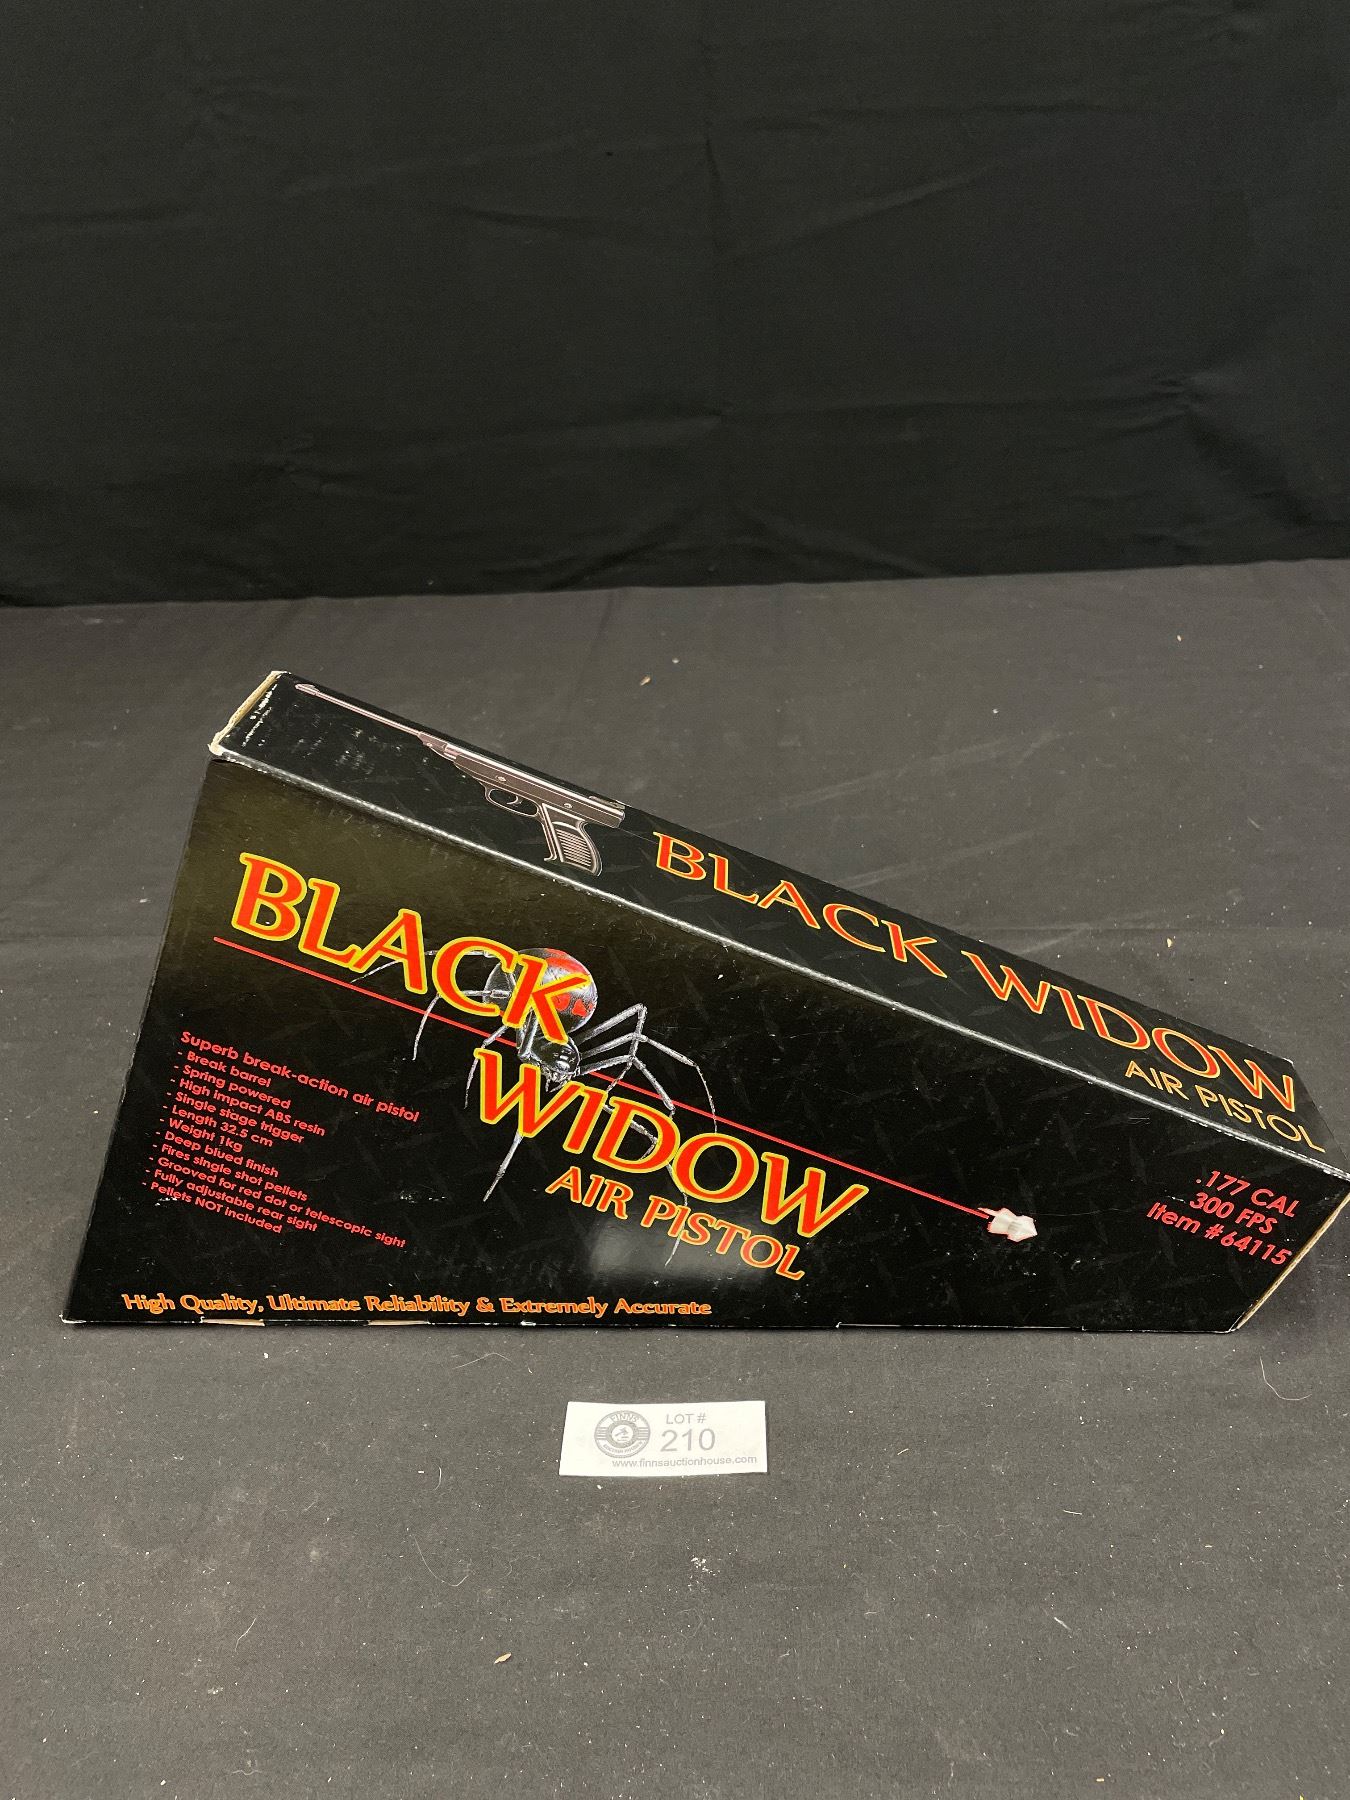 BLACK WIDOW
AIR PISTOL
BLACK
WIDOW
AIR PISTOL
Superb break-action air pistol
- Break barrel
- Spring powered
- High impact ABS resin
- Single stage trigger
- Length 32.5 cm
- Weight 1kg
- Deep blued finish
- Fires single shot pellets
- Grooved for red dot or telescopic sight
- Fully adjustable rear sight
- Pellets NOT included
.177 CAL
300 FPS
Item #64115
High Quality, Ultimate Reliability & Extremely Accurate
FINNS
LOT #
210
www.finnsauctionhouse.com